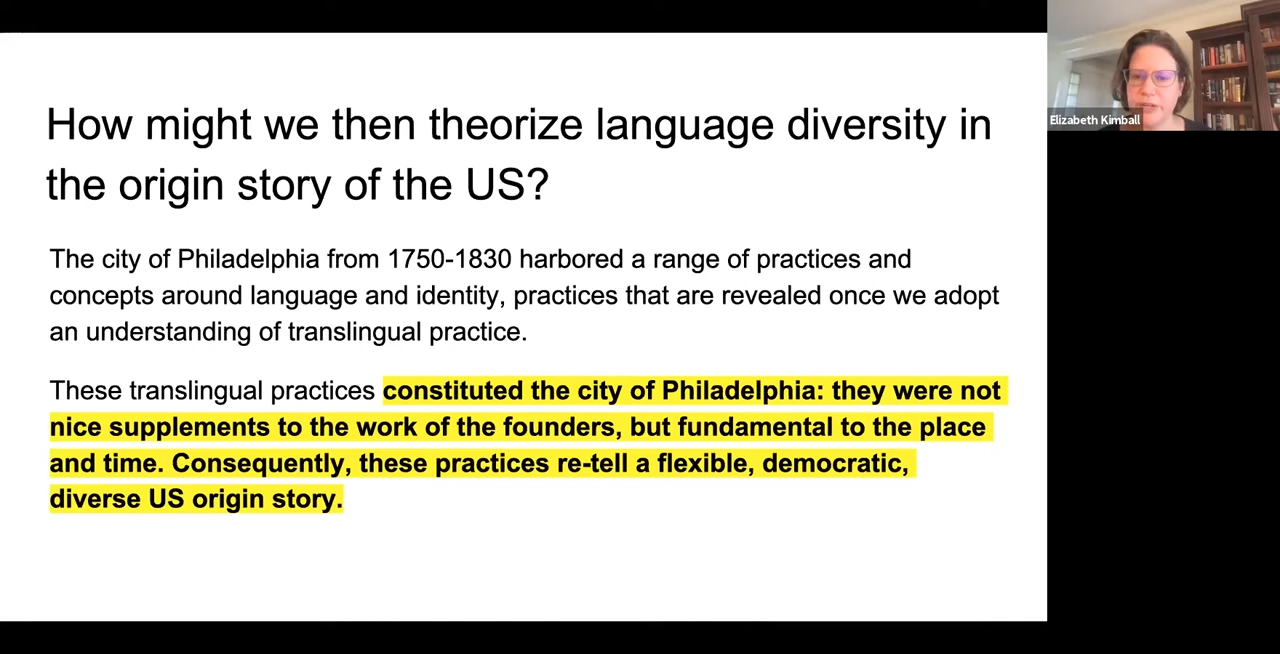 How might we then theorize language diversity in
the origin story of the US?
The city of Philadelphia from 1750-1830 harbored a range of practices and
concepts around language and identity, practices that are revealed once we adopt
an understanding of translingual practice.
These translingual practices constituted the city of Philadelphia: they were not
nice supplements to the work of the founders, but fundamental to the place
and time. Consequently, these practices re-tell a flexible, democratic,
diverse US origin story.
Elizabeth Kimball